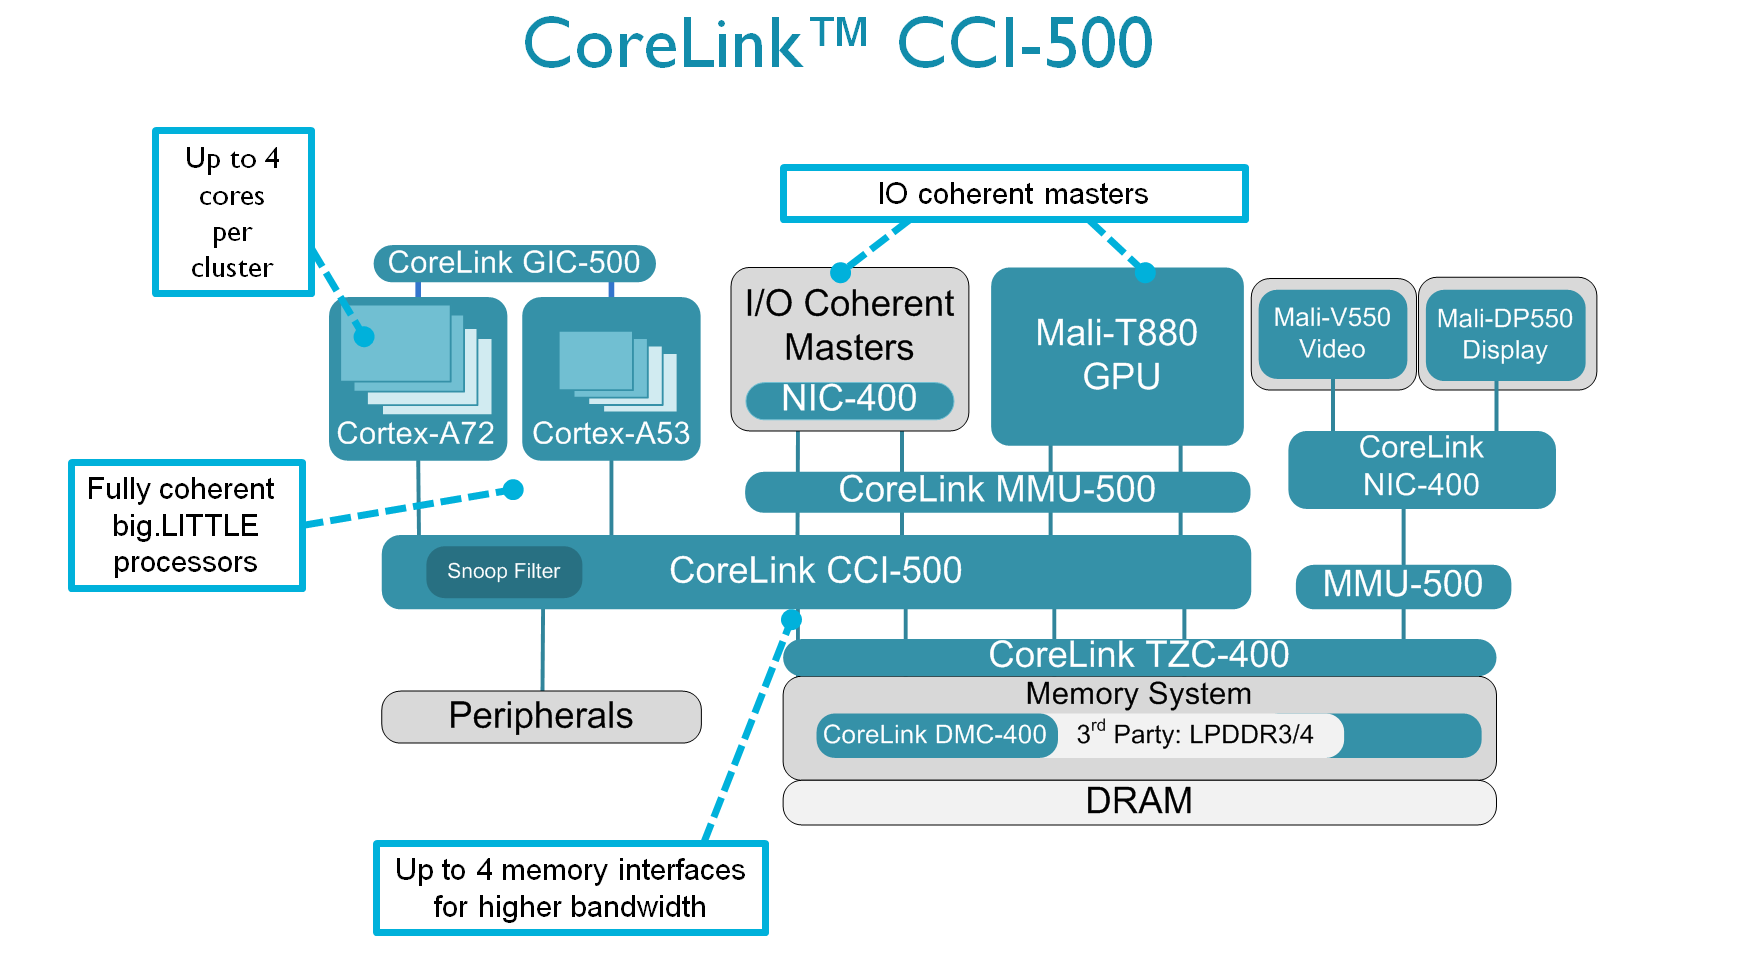 CoreLink™ CCI-500
Up to 4
cores
per
cluster
IO coherent masters
CoreLink GIC-500
I/O Coherent
Masters
NIC-400
Mali-T880
GPU
Mali-V550
Video
Mali-DP550
Display
Cortex-A72
Cortex-A53
CoreLink
NIC-400
Fully coherent
big.LITTLE
processors
CoreLink MMU-500
Snoop Filter
CoreLink CCI-500
MMU-500
CoreLink TZC-400
Peripherals
Memory System
CoreLink DMC-400
3rd Party: LPDDR3/4
DRAM
Up to 4 memory interfaces
for higher bandwidth